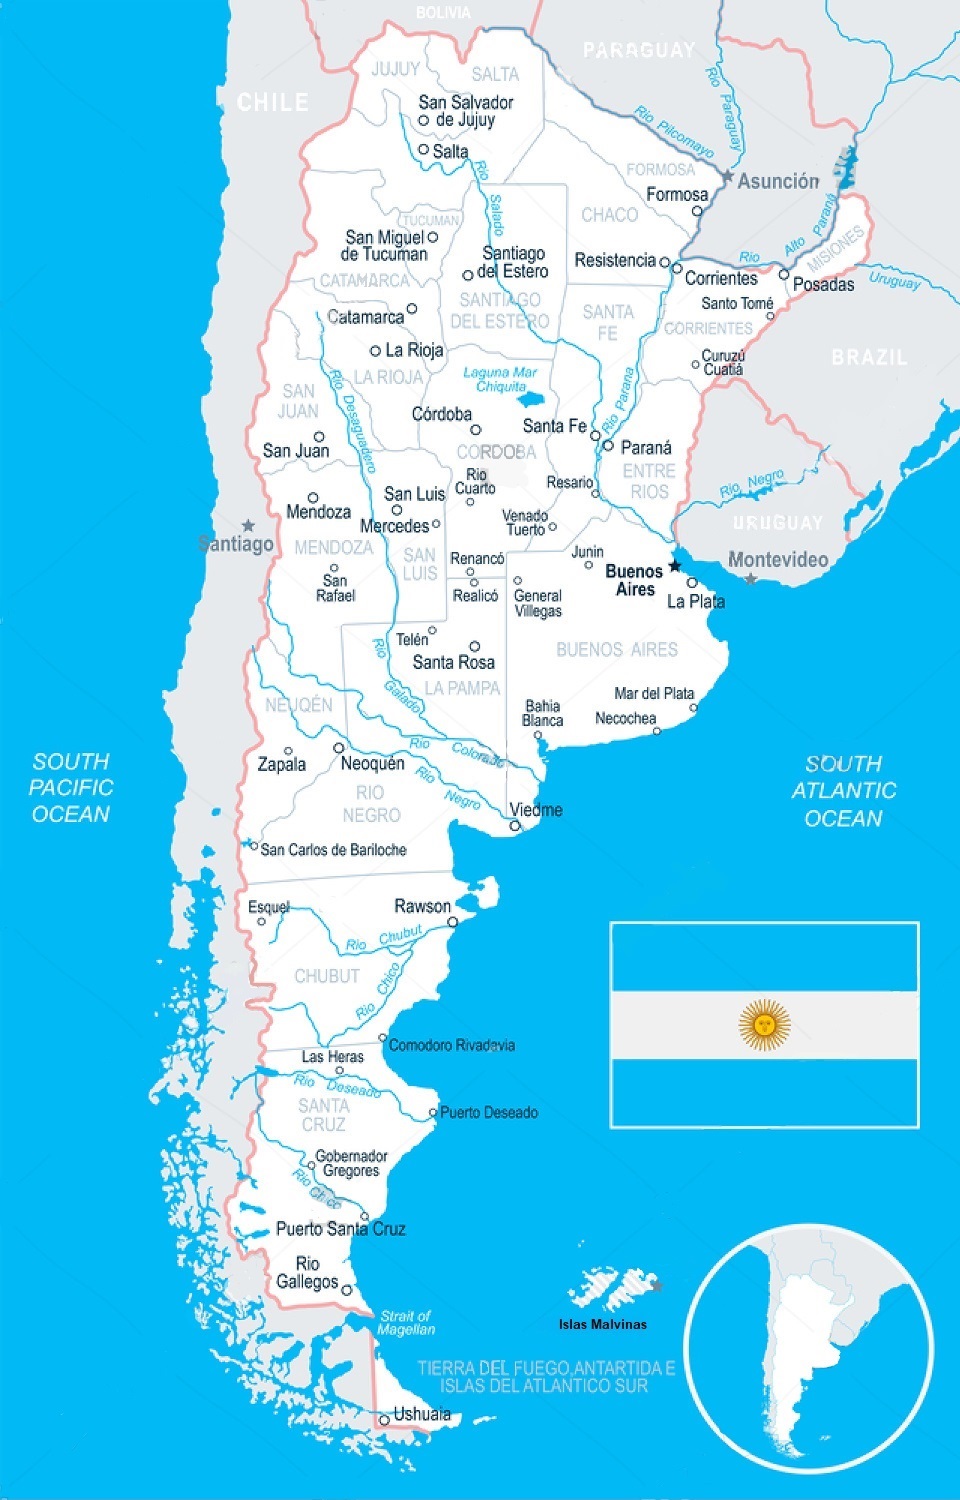 BOLIVIA
PARAGUAY
JUJUY
SALTA
CHILE
San Salvador
de Jujuy
Rio Paraguay
Rio Pilcomayo
Salta
Rio
Salado
FORMOSA
Asunción
Formosa
CHACO
TUCUMAN
San Miguel
de Tucuman
Santiago
del Estero
Resistencia
Rio
Alto Paraná
MISIONES
CATAMARCA
Corrientes
Posadas
Uruguay
SANTIAGO
DEL ESTERO
Santo Tomé
Catamarca
SANTA
FE
CORRIENTES
La Rioja
Curuzú
Cuatiá
BRAZIL
LA RIOJA
Laguna Mar
Chiquita
SAN
JUAN
Rio Desaguadero
Rio Parana
Córdoba
Santa Fe
San Juan
CORDOBA
Paraná
ENTRE
RIOS
Rio
Cuarto
Resario
Rio Negro
San Luis
Mendoza
Mercedes
Venado
Tuerto
URUGUAY
Santiago
MENDOZA
SAN
LUIS
Renancó
Junin
Buenos
Aires
Montevideo
San
Rafael
Realicó
General
Villegas
La Plata
Telén
Rio
Galado
Santa Rosa
BUENOS AIRES
LA PAMPA
NEUQÉN
Mar del Plata
Bahia
Blanca
Necochea
Rio Colorado
Zapala
Neoquén
Rio Negro
SOUTH
PACIFIC
OCEAN
SOUTH
ATLANTIC
OCEAN
RIO
NEGRO
Viedme
San Carlos de Bariloche
Esquel
Rawson
Rio Chubut
CHUBUT
Rio Chico
Comodoro Rivadavia
Las Heras
Rio Deseado
SANTA
CRUZ
Puerto Deseado
Gobernador
Gregores
Rio Chico
Puerto Santa Cruz
Rio
Gallegos
Strait of
Magellan
Islas Malvinas
TIERRA DEL FUEGO,ANTARTIDA E
ISLAS DEL ATLANTICO SUR
Ushuaia